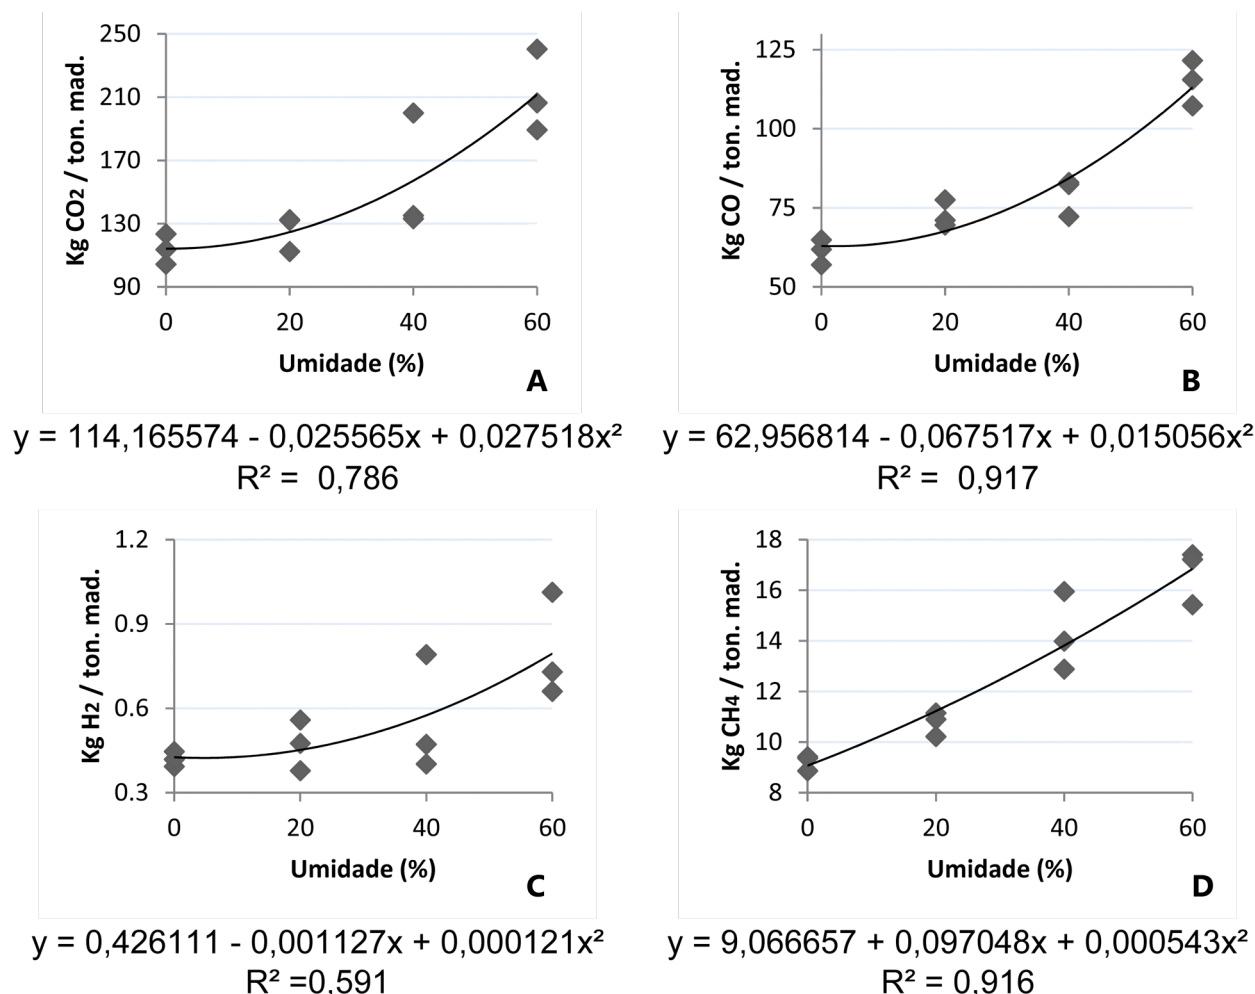 250
210
170
130
90
Kg CO2 / ton. mad.
0 20 40 60
Umidade (%)
A
y = 114,165574 - 0,025565x + 0,027518x²
R² = 0,786
125
100
75
50
Kg CO / ton. mad.
0 20 40 60
Umidade (%)
B
y = 62,956814 - 0,067517x + 0,015056x²
R² = 0,917
1.2
0.9
0.6
0.3
Kg H2 / ton. mad.
0 20 40 60
Umidade (%)
C
y = 0,426111 - 0,001127x + 0,000121x²
R² =0,591
18
16
14
12
10
8
Kg CH4 / ton. mad.
0 20 40 60
Umidade (%)
D
y = 9,066657 + 0,097048x + 0,000543x²
R² = 0,916